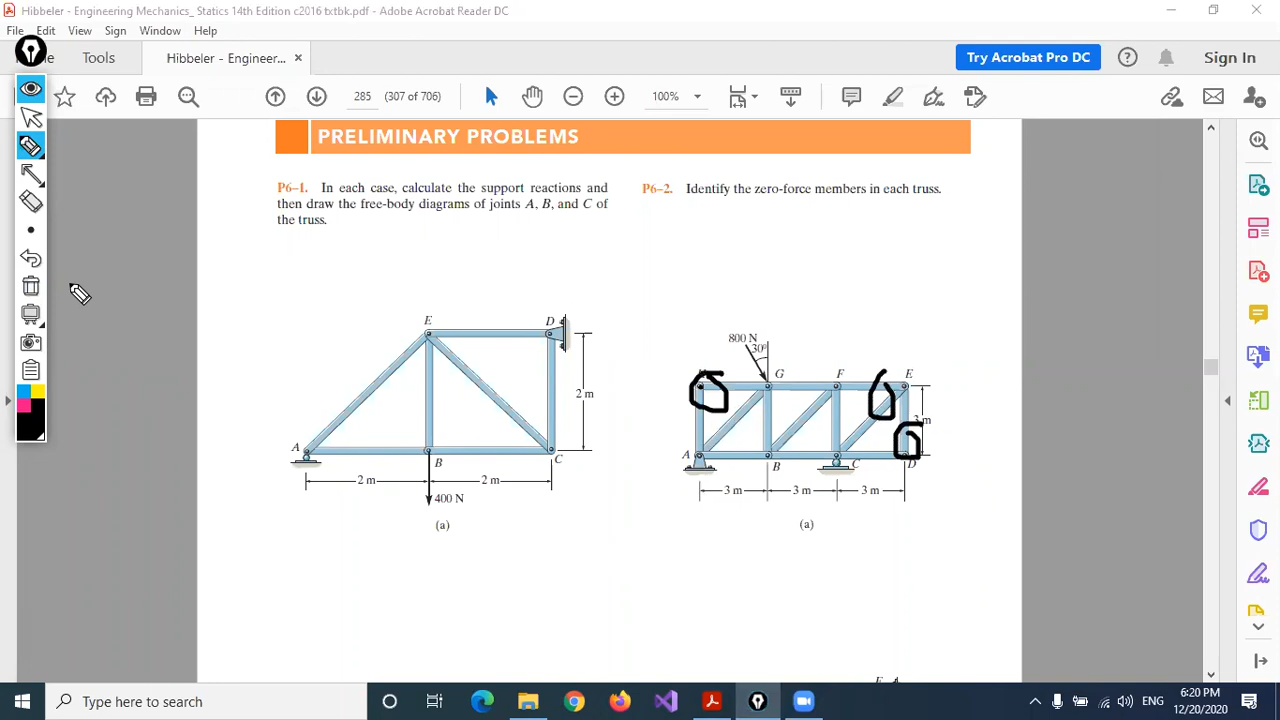 Hibbeler - Engineering Mechanics_ Statics 14th Edition c2016 txtbk.pdf - Adobe Acrobat Reader DC
File Edit View Sign Window Help
Tools Hibbeler - Engineer... Try Acrobat Pro DC Sign In
285 (307 of 706) 100%
PRELIMINARY PROBLEMS
P6–1. In each case, calculate the support reactions and
then draw the free-body diagrams of joints A, B, and C of
the truss.
P6–2. Identify the zero-force members in each truss.
E D
2 m
A B C
2 m 2 m
400 N
(a)
800 N
30°
G F E
3 m
A B C D
3 m 3 m 3 m
(a)
E A
Type here to search
ENG
6:20 PM
12/20/2020